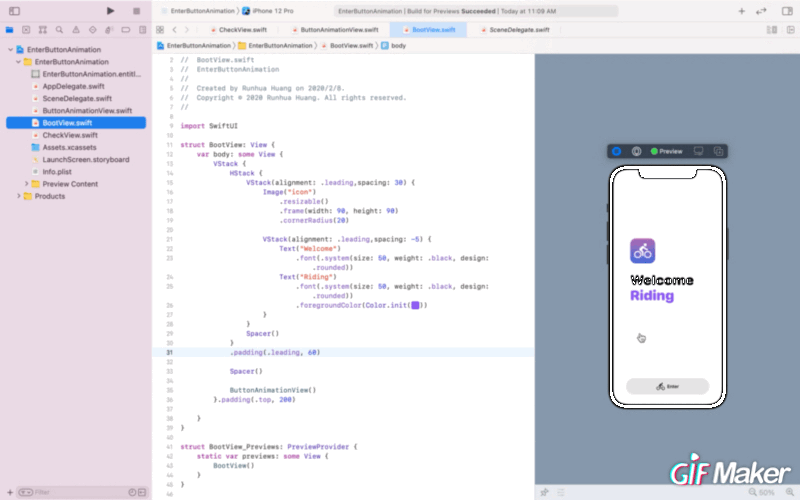 EnterButtonAnimation
iPhone 12 Pro
EnterButtonAnimation | Build for Previews Succeeded | Today at 11:09 AM
CheckView.swift
ButtonAnimationView.swift
BootView.swift
SceneDelegate.swift
EnterButtonAnimation
EnterButtonAnimation
BootView.swift
body
EnterButtonAnimation
EnterButtonAnimation
EnterButtonAnimation.entitl...
AppDelegate.swift
SceneDelegate.swift
ButtonAnimationView.swift
BootView.swift
CheckView.swift
Assets.xcassets
LaunchScreen.storyboard
Info.plist
Preview Content
Products
Filter
2 // BootView.swift
3 // EnterButtonAnimation
4 //
5 // Created by Runhua Huang on 2020/2/8.
6 // Copyright © 2020 Runhua Huang. All rights reserved.
7 //
8
9 import SwiftUI
10
11 struct BootView: View {
12 var body: some View {
13 VStack {
14 HStack {
15 VStack(alignment: .leading,spacing: 30) {
16 Image("icon")
17 .resizable()
18 .frame(width: 90, height: 90)
19 .cornerRadius(20)
20
21 VStack(alignment: .leading,spacing: -5) {
22 Text("Welcome")
23 .font(.system(size: 50, weight: .black, design:
.rounded))
24 Text("Riding")
25 .font(.system(size: 50, weight: .black, design:
.rounded))
26 .foregroundColor(Color.init( ))
27 }
28 }
29 Spacer()
30 }
31 .padding(.leading, 60)
32
33 Spacer()
34
35 ButtonAnimationView()
36 }.padding(.top, 200)
37
38 }
39 }
40
41 struct BootView_Previews: PreviewProvider {
42 static var previews: some View {
43 BootView()
44 }
45 }
46
Preview
Welcome
Riding
Enter
GIF Maker
50%